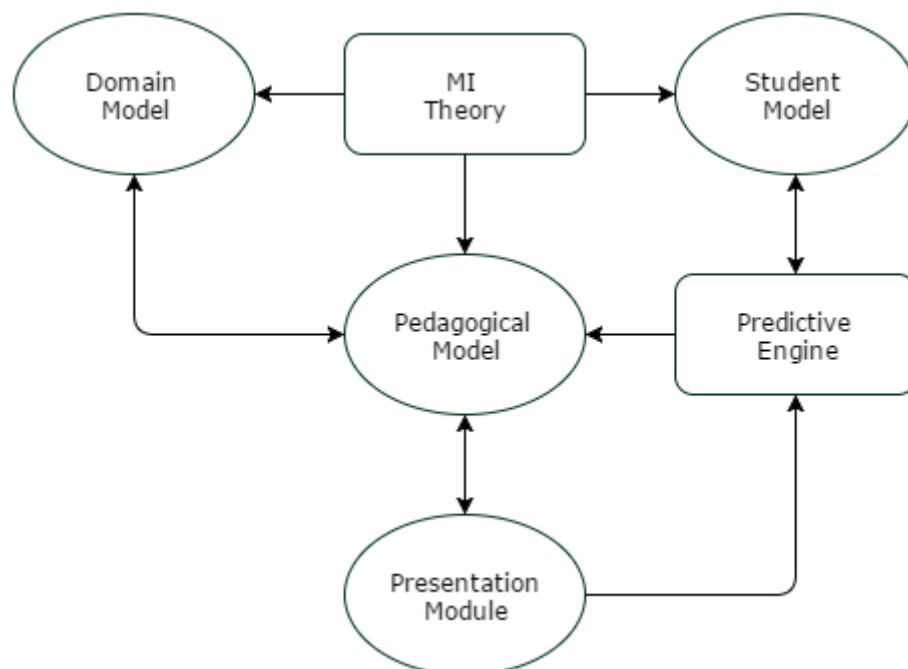 Domain
Model
MI
Theory
Student
Model
Pedagogical
Model
Predictive
Engine
Presentation
Module